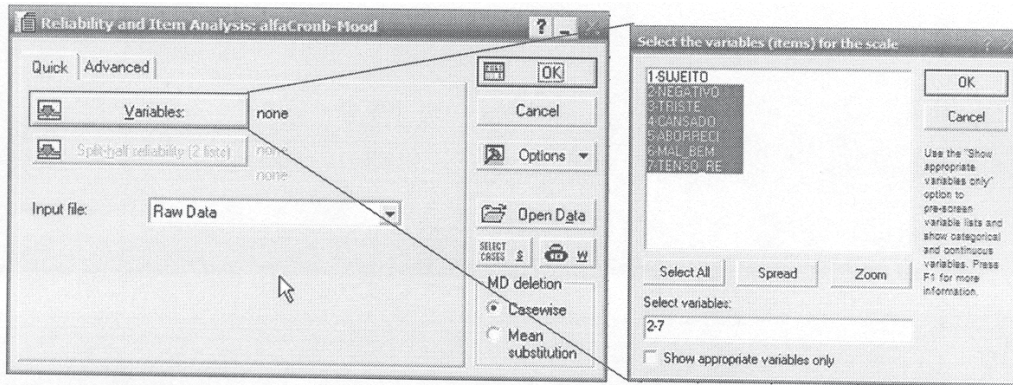 Reliability and Item Analysis: alfaCronb-Mood
Quick
Advanced
Variables:
none
Split-half reliability (2 lists)
none
none
Input file:
Raw Data
OK
Cancel
Options
Open Data
SELECT CASES
S
W
MD deletion
Casewise
Mean
substitution
Select the variables (items) for the scale
1-SUJEITO
2-NEGATIVO
3-TRISTE
4-CANSADO
5-ABORRECI
6-MAL_BEM
7-TENSO_RE
OK
Cancel
Use the "Show
appropriate
variables only"
option to
pre-screen
variable lists and
show categorical
and continuous
variables. Press
F1 for more
information.
Select All
Spread
Zoom
Select variables:
2-7
Show appropriate variables only